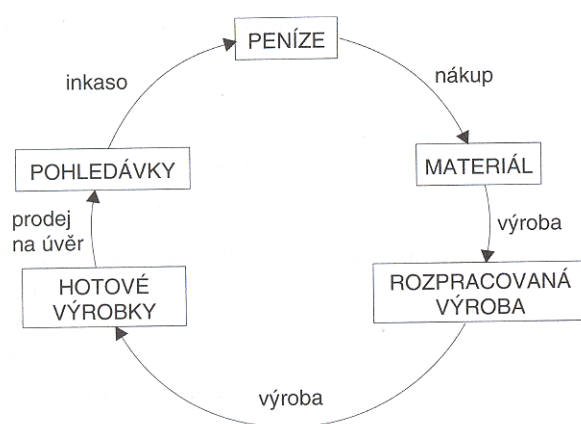 PENÍZE
nákup
MATERIÁL
výroba
ROZPRACOVANÁ
VÝROBA
výroba
HOTOVÉ
VÝROBKY
prodej
na úvěr
POHLEDÁVKY
inkaso